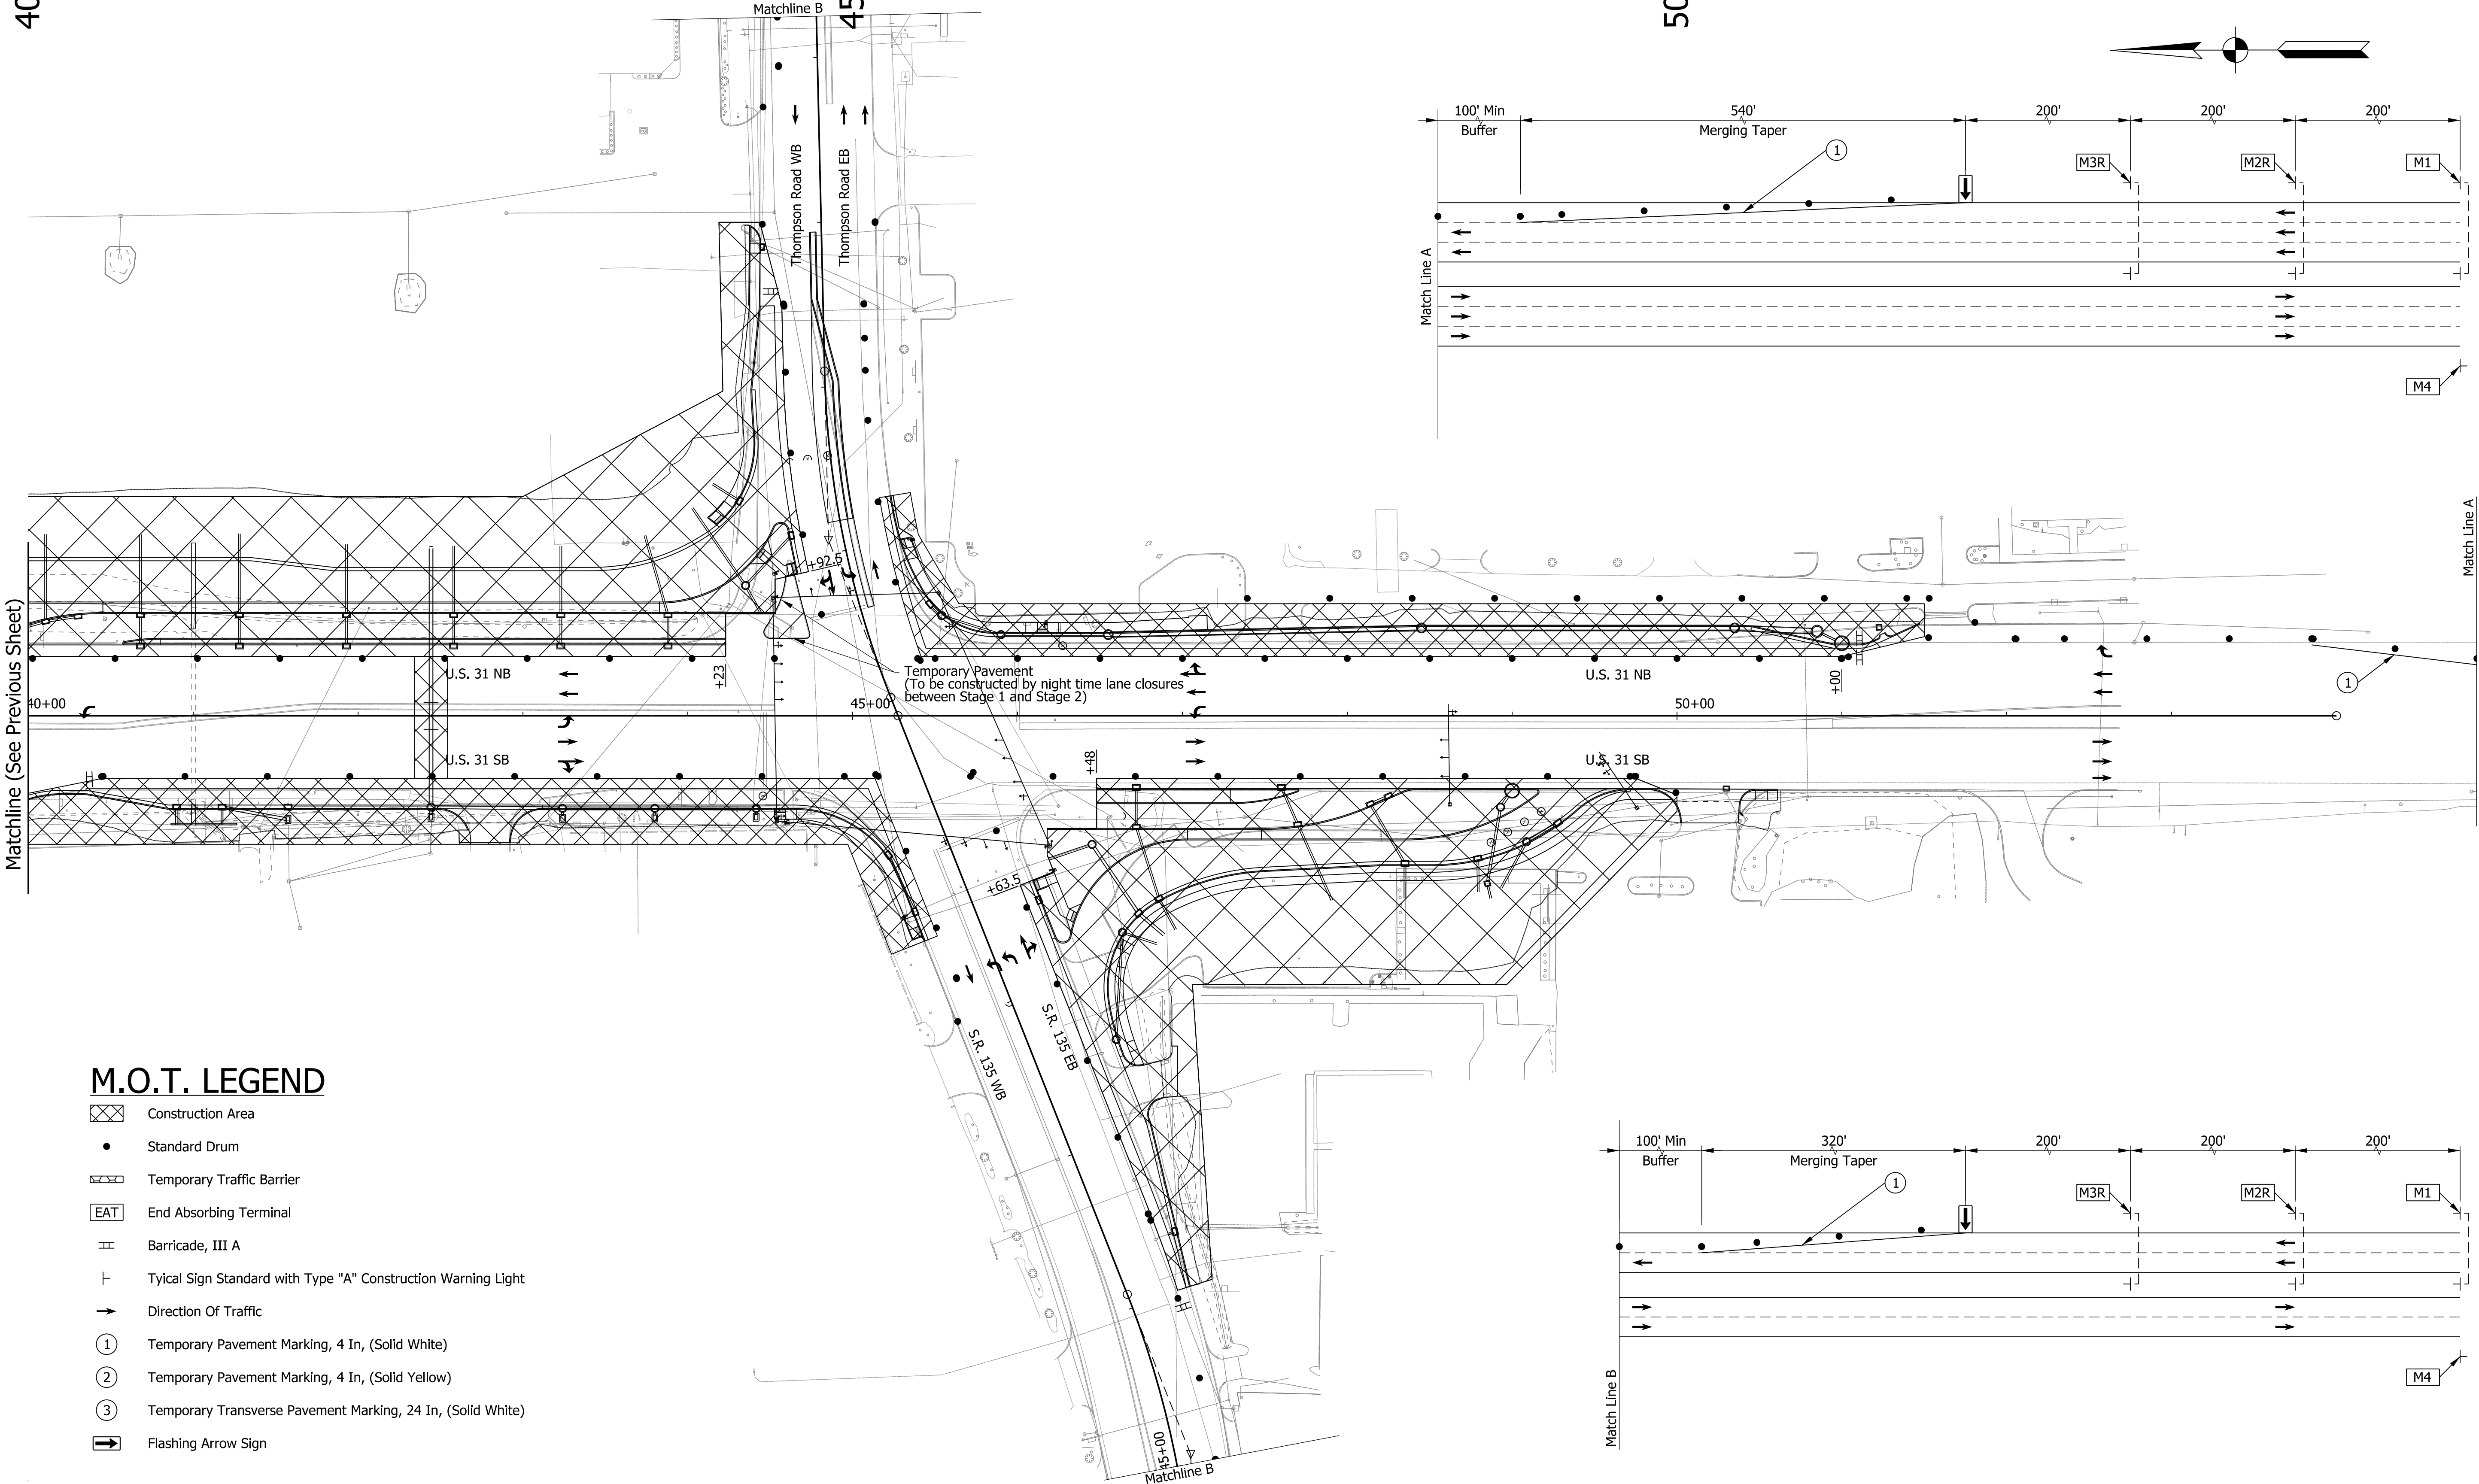 40
Matchline B
45
50
100' Min
540'
200'
200'
200'
Buffer
Merging Taper
1
M3R
M2R
M1
Match Line A
M4
Thompson Road WB
Thompson Road EB
Matchline (See Previous Sheet)
Match Line A
+92.5
+23
Temporary Pavement
(To be constructed by night time lane closures
between Stage 1 and Stage 2)
U.S. 31 NB
U.S. 31 NB
+00
1
40+00
45+00
50+00
U.S. 31 SB
+48
U.S. 31 SB
+63.5
S.R. 135 WB
S.R. 135 EB
M.O.T. LEGEND
Construction Area
Standard Drum
Temporary Traffic Barrier
EAT End Absorbing Terminal
Barricade, III A
Tyical Sign Standard with Type "A" Construction Warning Light
Direction Of Traffic
1 Temporary Pavement Marking, 4 In, (Solid White)
2 Temporary Pavement Marking, 4 In, (Solid Yellow)
3 Temporary Transverse Pavement Marking, 24 In, (Solid White)
Flashing Arrow Sign
100' Min
320'
200'
200'
200'
Buffer
Merging Taper
1
M3R
M2R
M1
Match Line B
M4
45+00
Matchline B